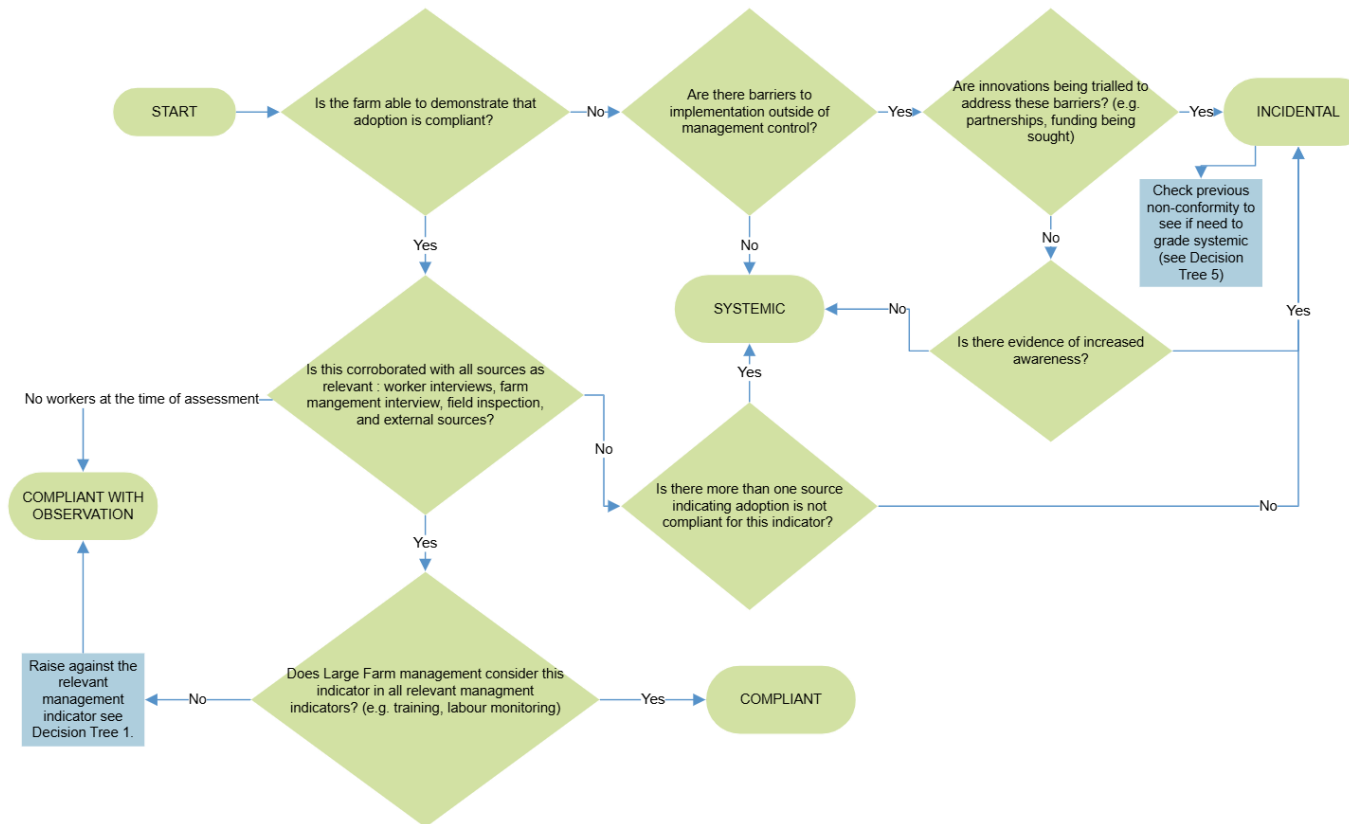 START
Is the farm able to demonstrate that
adoption is compliant?
No
Are there barriers to
implementation outside of
management control?
Yes
Are innovations being trialled to
address these barriers? (e.g.
partnerships, funding being
sought)
Yes
INCIDENTAL
Check previous
non-conformity to
see if need to
grade systemic
(see Decision
Tree 5)
Yes
No
No
SYSTEMIC
No
Is there evidence of increased
awareness?
Yes
Is this corroborated with all sources as
relevant : worker interviews, farm
mangement interview, field inspection,
and external sources?
No workers at the time of assessment
Yes
No
COMPLIANT WITH
OBSERVATION
Is there more than one source
indicating adoption is not
compliant for this indicator?
No
Yes
Raise against the
relevant
management
indicator see
Decision Tree 1.
No
Does Large Farm management consider this
indicator in all relevant managment
indicators? (e.g. training, labour monitoring)
Yes
COMPLIANT